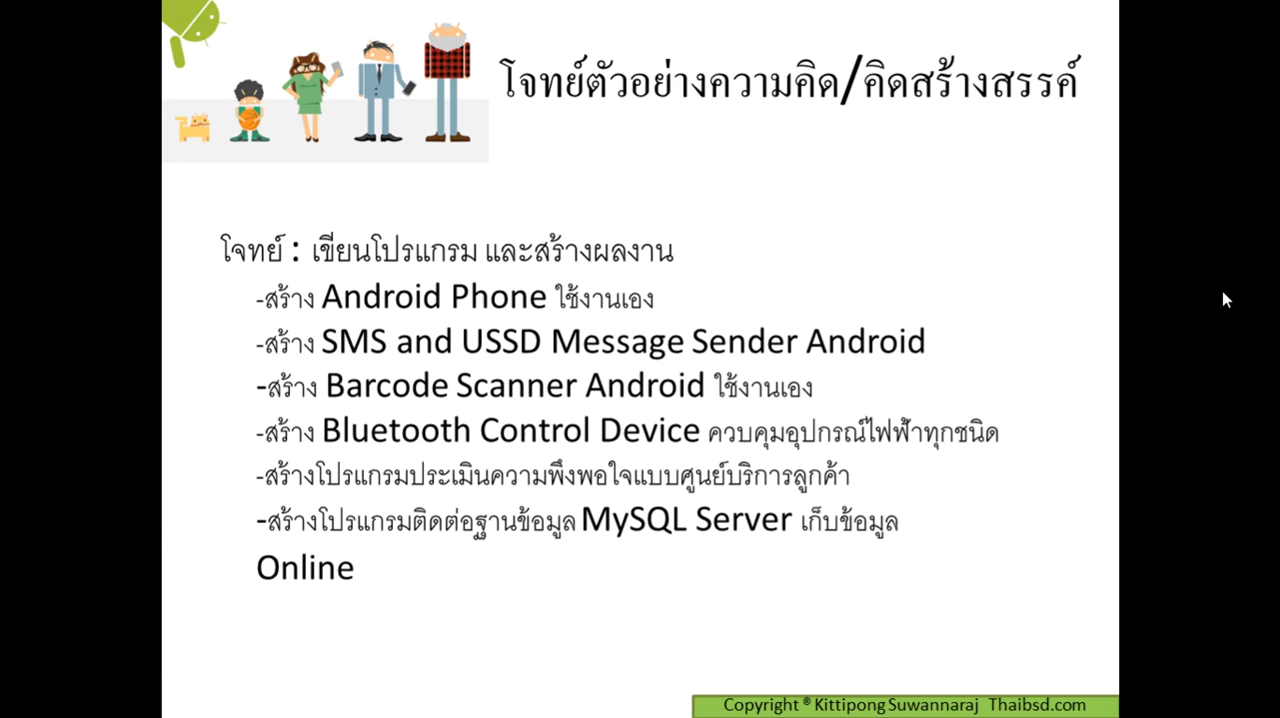 โจทย์ตัวอย่างความคิด/คิดสร้างสรรค์
โจทย์ : เขียนโปรแกรม และสร้างผลงาน
-สร้าง Android Phone ใช้งานเอง
-สร้าง SMS and USSD Message Sender Android
-สร้าง Barcode Scanner Android ใช้งานเอง
-สร้าง Bluetooth Control Device ควบคุมอุปกรณ์ไฟฟ้าทุกชนิด
-สร้างโปรแกรมประเมินความพึงพอใจแบบศูนย์บริการลูกค้า
-สร้างโปรแกรมติดต่อฐานข้อมูล MySQL Server เก็บข้อมูล
Online
Copyright ® Kittipong Suwannaraj Thaibsd.com